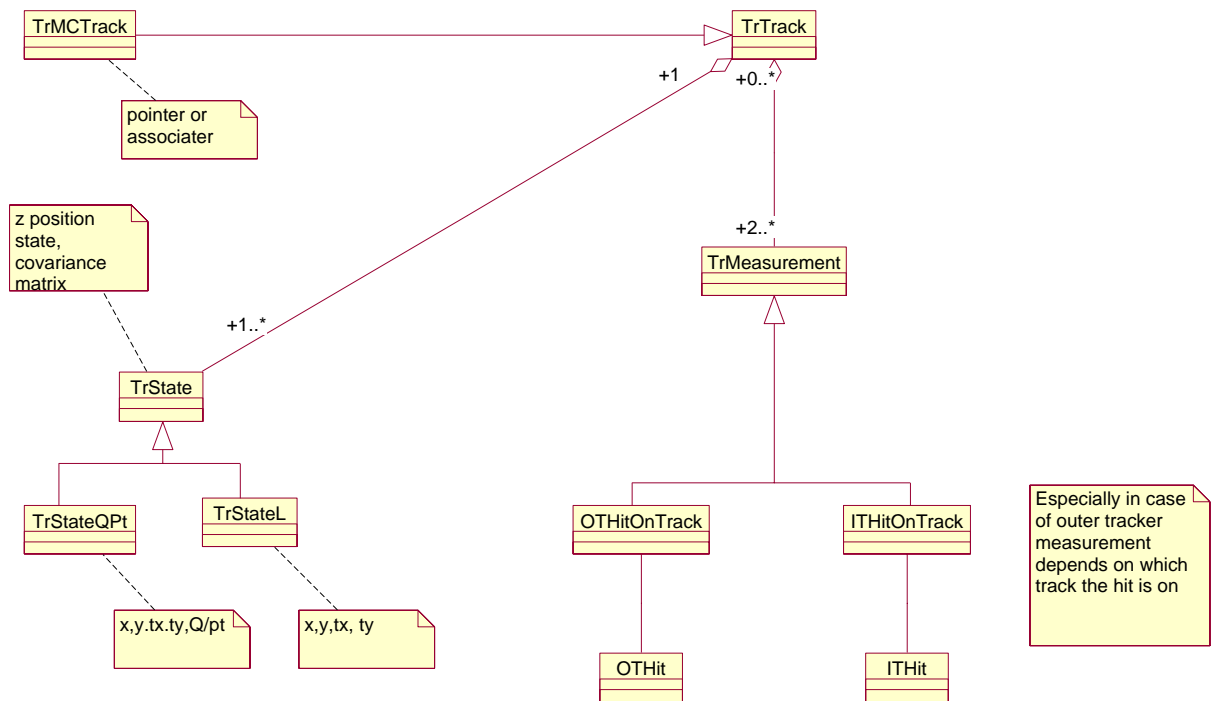 TrMCTrack
TrTrack
+1
+0..*
pointer or
associater
z position
state,
covariance
matrix
+2..*
TrMeasurement
+1..*
TrState
TrStateQPt
TrStateL
OTHitOnTrack
ITHitOnTrack
Especially in case
of outer tracker
measurement
depends on which
track the hit is on
x,y.tx.ty,Q/pt
x,y,tx, ty
OTHit
ITHit